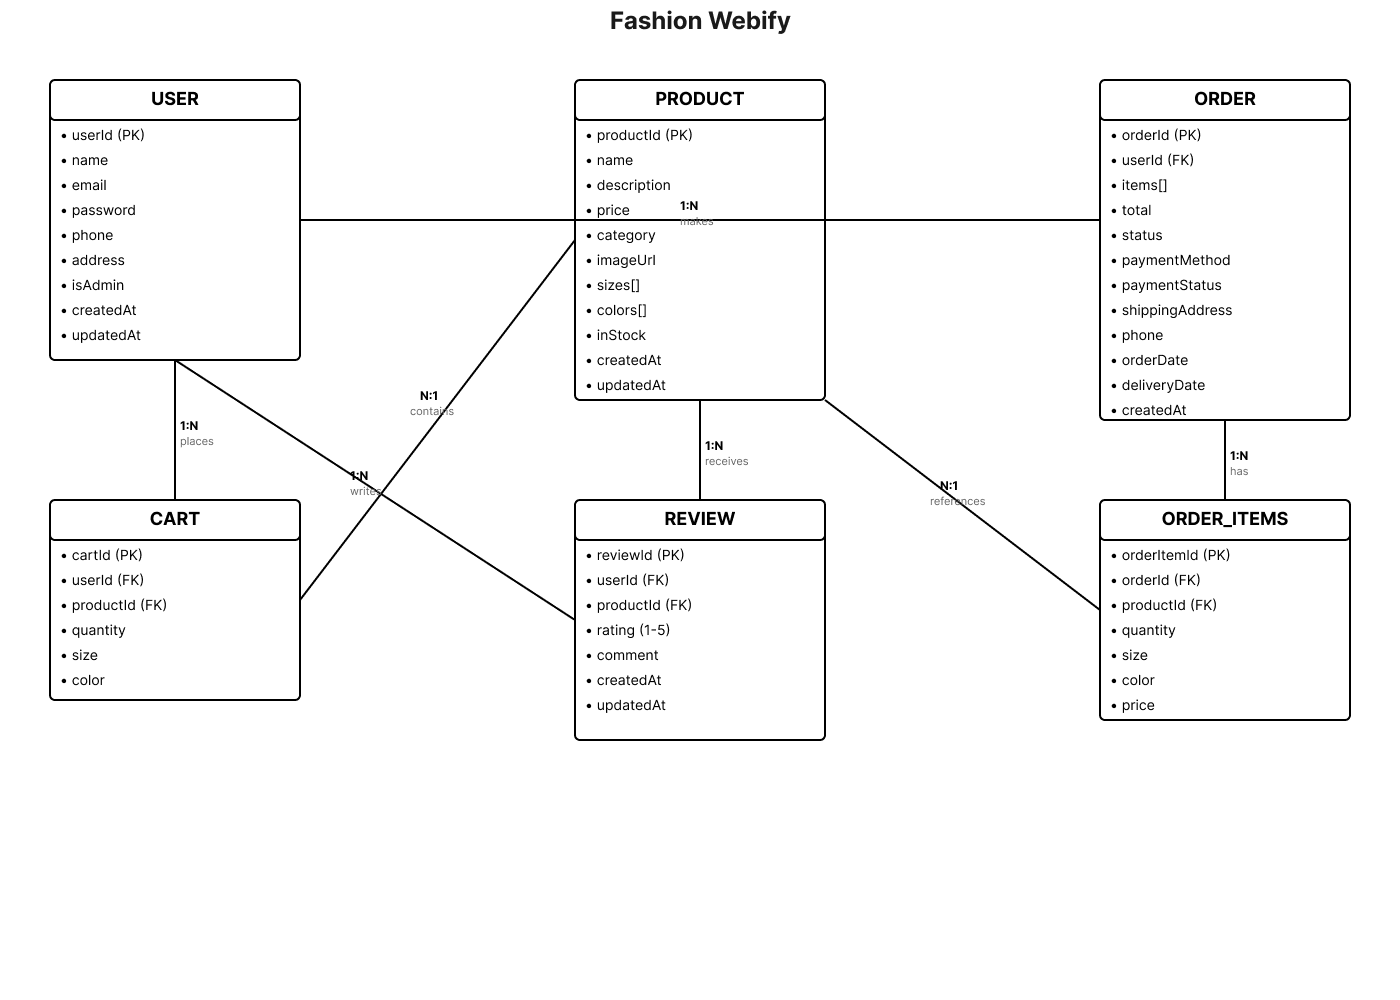 Fashion Webify
USER
• userId (PK)
• name
• email
• password
• phone
• address
• isAdmin
• createdAt
• updatedAt
PRODUCT
• productId (PK)
• name
• description
• price
• category
• imageUrl
• sizes[]
• colors[]
• inStock
• createdAt
• updatedAt
1:N
makes
ORDER
• orderId (PK)
• userId (FK)
• items[]
• total
• status
• paymentMethod
• paymentStatus
• shippingAddress
• phone
• orderDate
• deliveryDate
• createdAt
1:N
places
N:1
contains
1:N
writes
1:N
receives
N:1
references
1:N
has
CART
• cartId (PK)
• userId (FK)
• productId (FK)
• quantity
• size
• color
REVIEW
• reviewId (PK)
• userId (FK)
• productId (FK)
• rating (1-5)
• comment
• createdAt
• updatedAt
ORDER_ITEMS
• orderItemId (PK)
• orderId (FK)
• productId (FK)
• quantity
• size
• color
• price